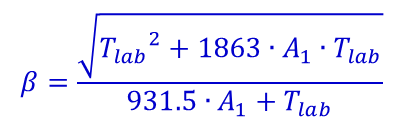 β = √(T_lab² + 1863 · A₁ · T_lab) / (931.5 · A₁ + T_lab)